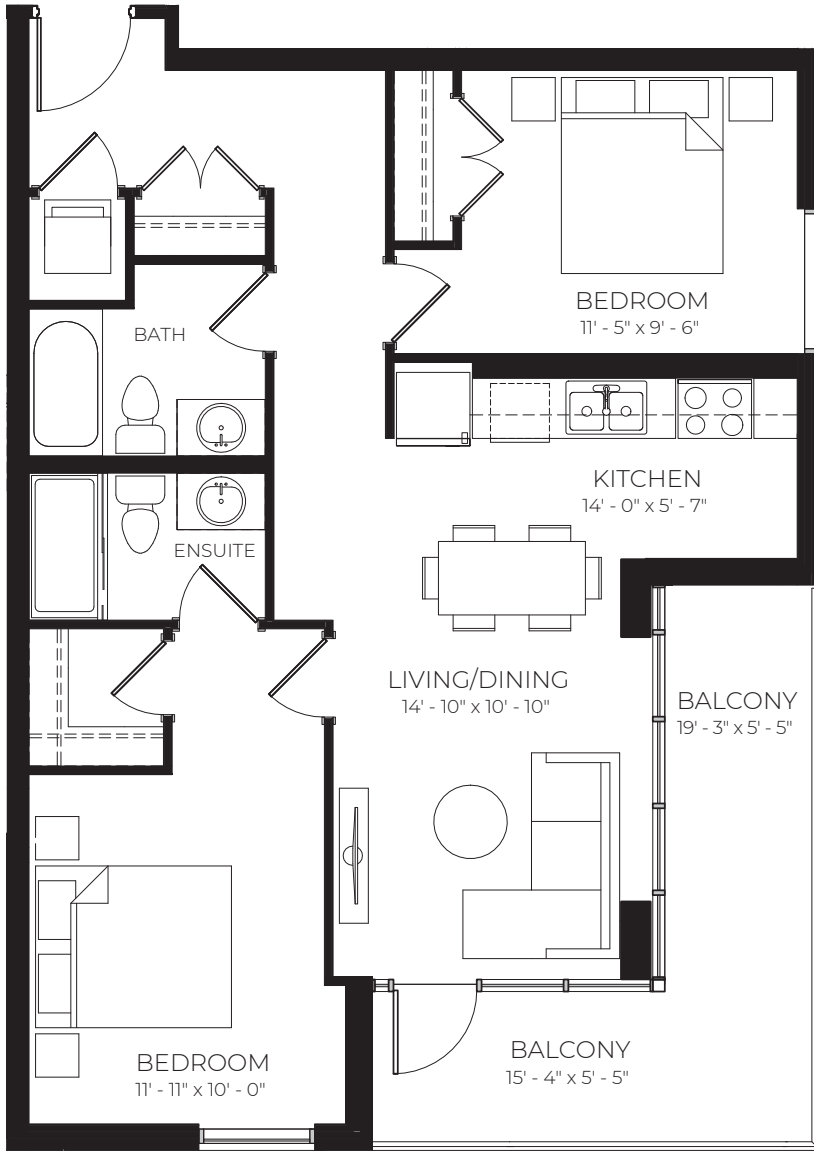 BEDROOM
11' - 5" x 9' - 6"
BATH
KITCHEN
14' - 0" x 5' - 7"
ENSUITE
LIVING/DINING
14' - 10" x 10' - 10"
BALCONY
19' - 3" x 5' - 5"
BEDROOM
11' - 11" x 10' - 0"
BALCONY
15' - 4" x 5' - 5"